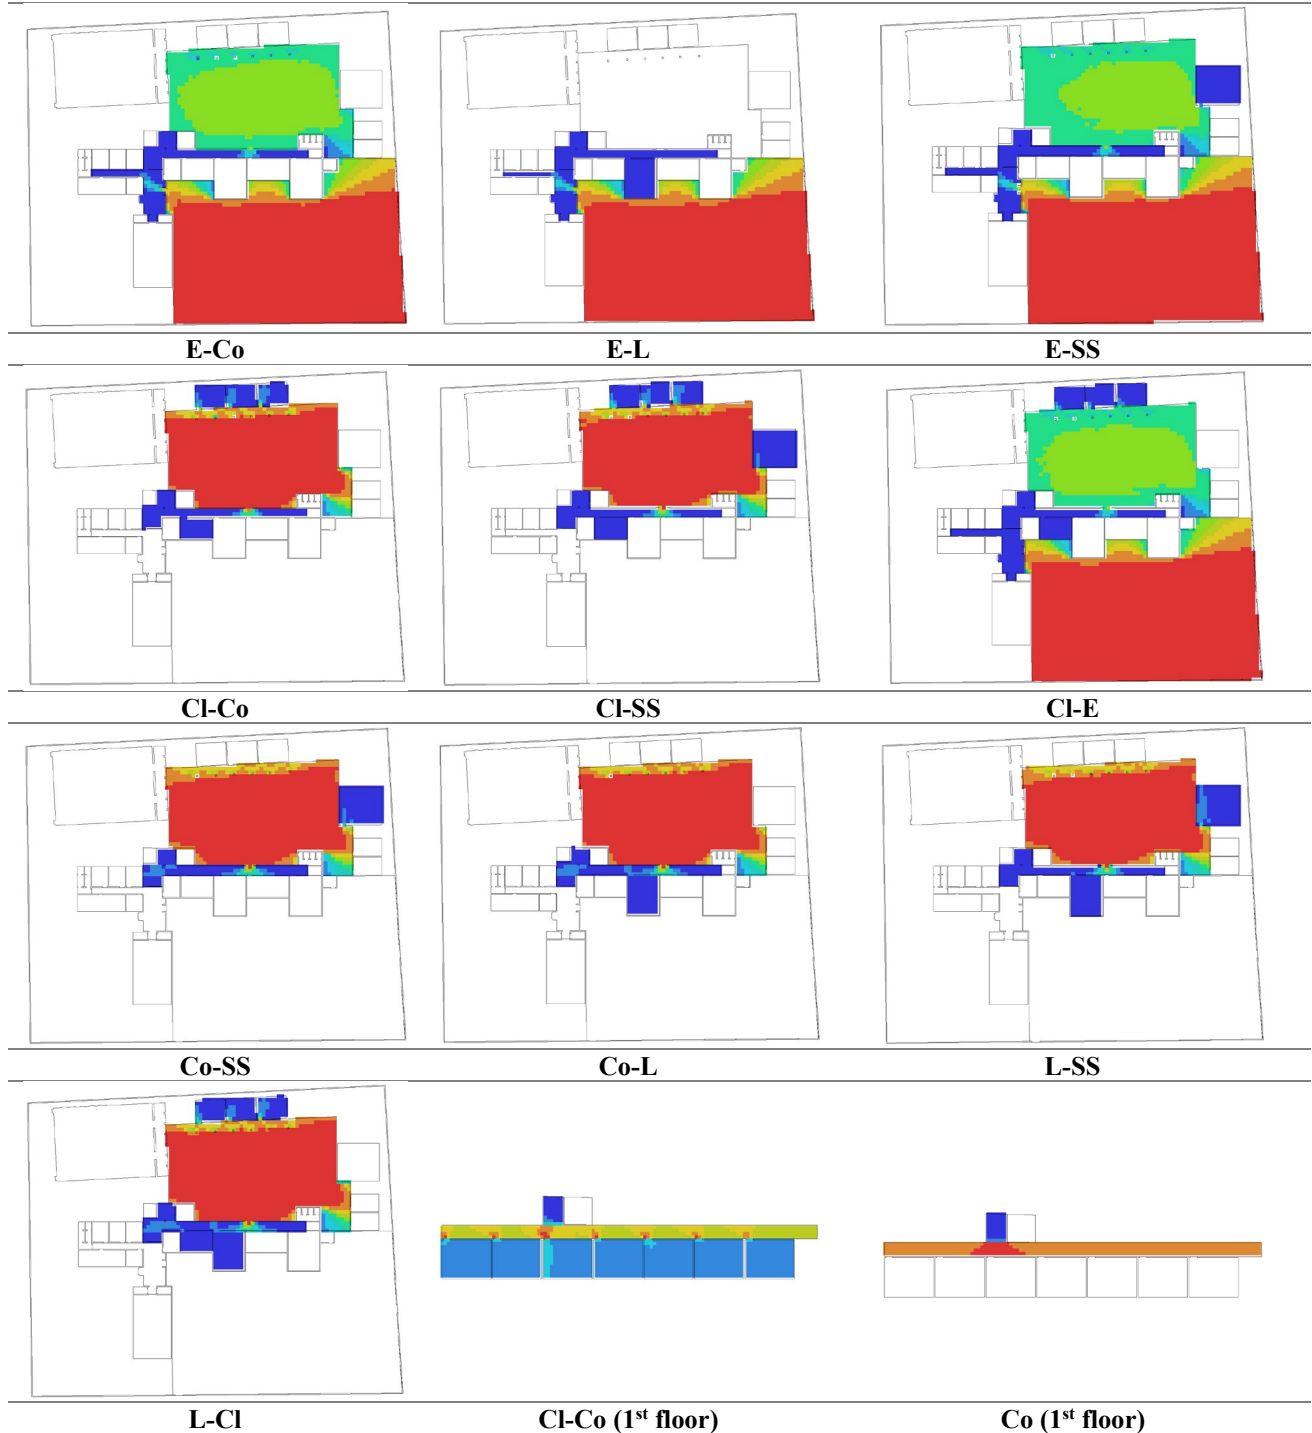 E-Co E-L E-SS
Cl-Co Cl-SS Cl-E
Co-SS Co-L L-SS
L-Cl Cl-Co (1st floor) Co (1st floor)